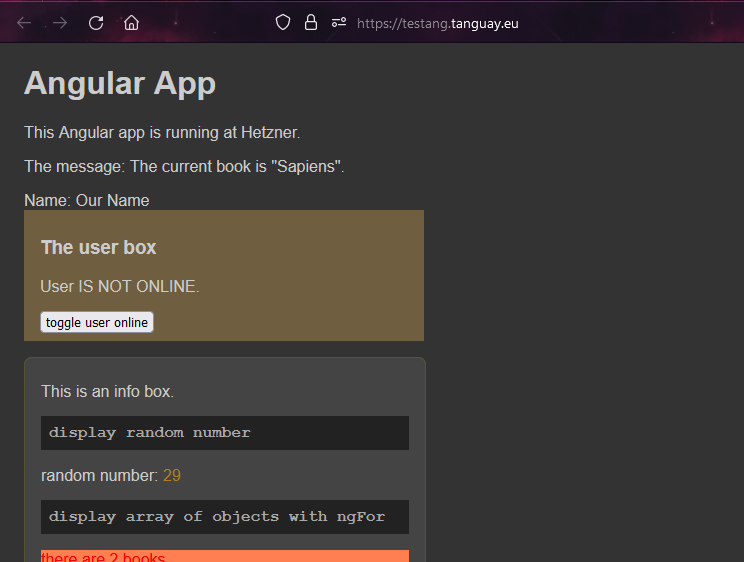 https://testang.tanguay.eu
Angular App
This Angular app is running at Hetzner.
The message: The current book is "Sapiens".
Name: Our Name
The user box
User IS NOT ONLINE.
toggle user online
This is an info box.
display random number
random number: 29
display array of objects with ngFor
there are 2 books